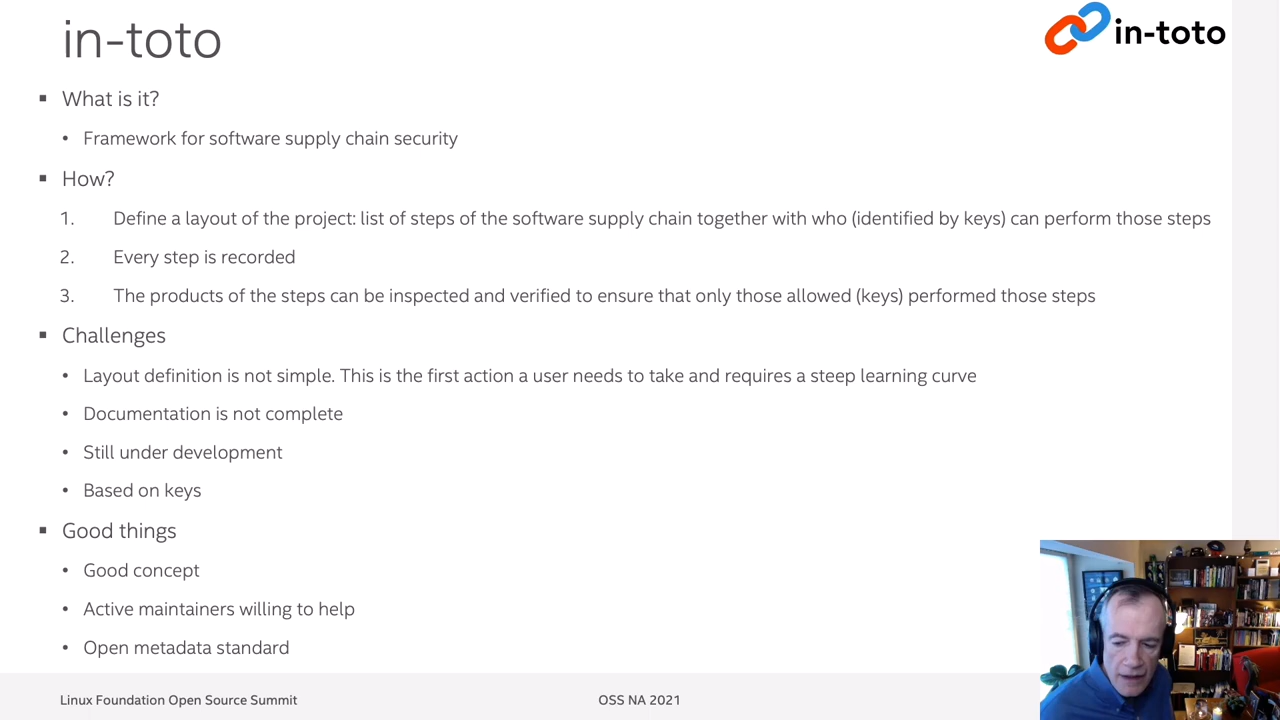 in-toto
in-toto
What is it?
Framework for software supply chain security
How?
1. Define a layout of the project: list of steps of the software supply chain together with who (identified by keys) can perform those steps
2. Every step is recorded
3. The products of the steps can be inspected and verified to ensure that only those allowed (keys) performed those steps
Challenges
Layout definition is not simple. This is the first action a user needs to take and requires a steep learning curve
Documentation is not complete
Still under development
Based on keys
Good things
Good concept
Active maintainers willing to help
Open metadata standard
Linux Foundation Open Source Summit
OSS NA 2021